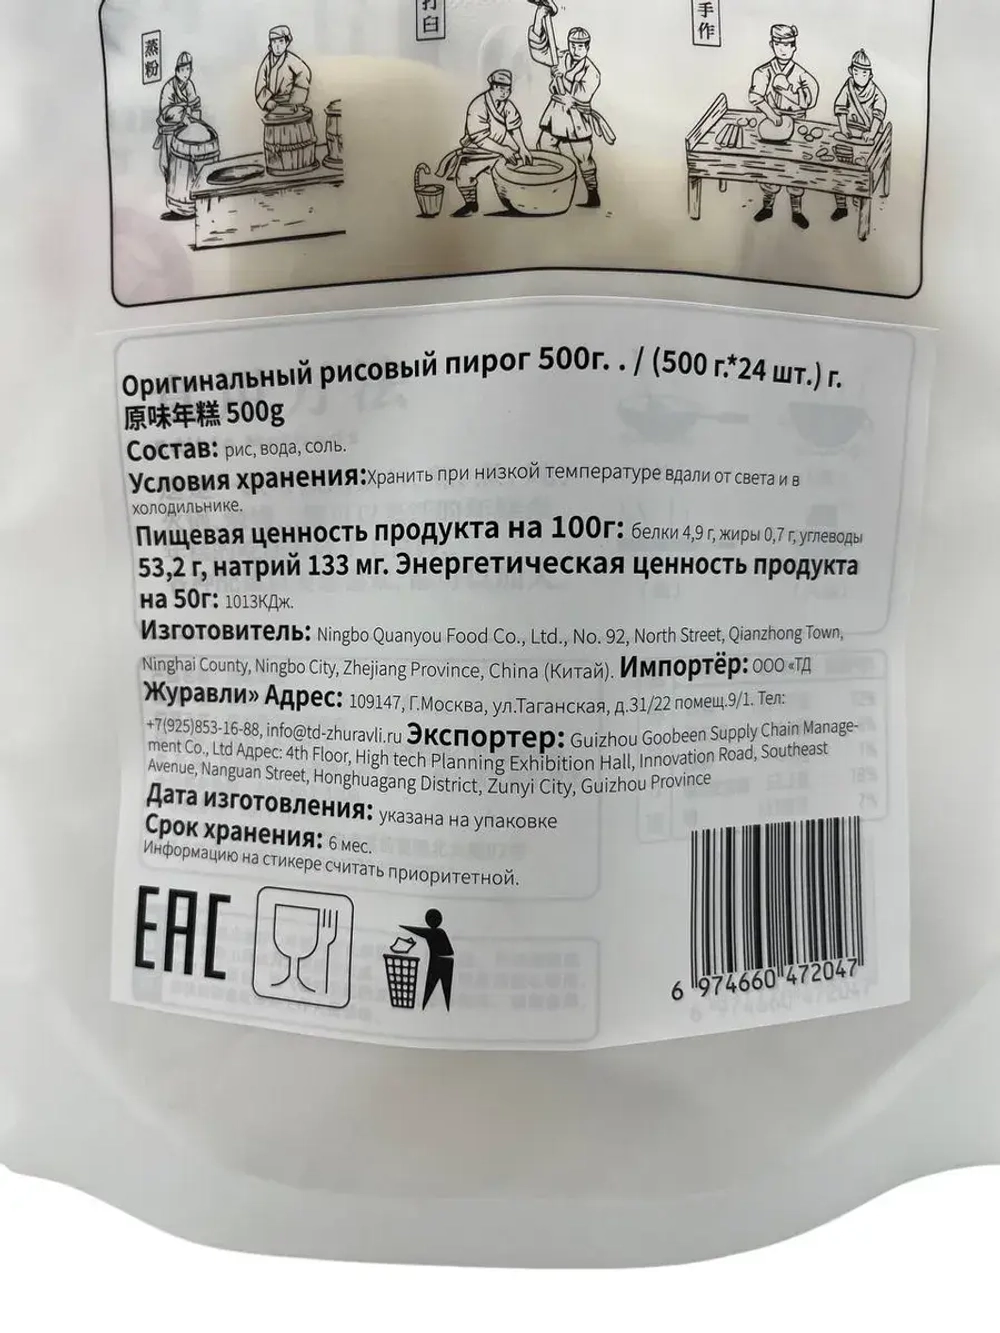 蒸粉
打臼
手作
Оригинальный рисовый пирог 500г. . / (500 г.*24 шт.) г.
原味年糕 500g
Состав: рис, вода, соль.
Условия хранения:Хранить при низкой температуре вдали от света и в
холодильнике.
Пищевая ценность продукта на 100г: белки 4,9 г, жиры 0,7 г, углеводы
53,2 г, натрий 133 мг. Энергетическая ценность продукта
на 50г: 1013КДж.
Изготовитель: Ningbo Quanyou Food Co., Ltd., No. 92, North Street, Qianzhong Town,
Ninghai County, Ningbo City, Zhejiang Province, China (Китай). Импортёр: ООО «ТД
Журавли» Адрес: 109147, Г.Москва, ул.Таганская, д.31/22 помещ.9/1. Тел:
+7(925)853-16-88, info@td-zhuravli.ru Экспортер: Guizhou Goobeen Supply Chain Manage-
ment Co., Ltd Адрес: 4th Floor, High tech Planning Exhibition Hall, Innovation Road, Southeast
Avenue, Nanguan Street, Honghuagang District, Zunyi City, Guizhou Province
Дата изготовления: указана на упаковке
Срок хранения: 6 мес.
Информацию на стикере считать приоритетной.
EAC
6 974660 472047